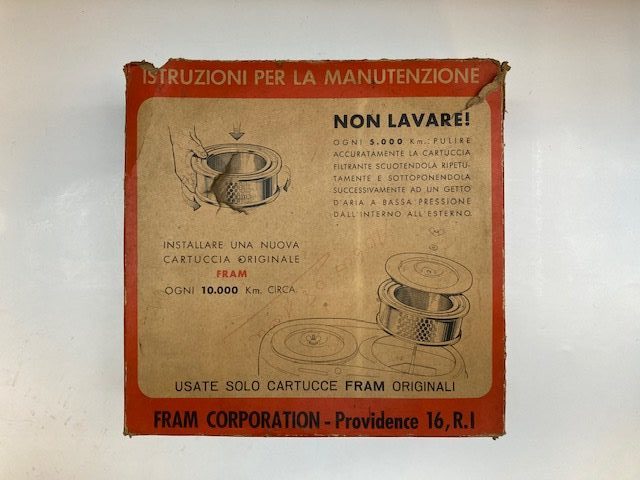 ISTRUZIONI PER LA MANUTENZIONE
NON LAVARE!
OGNI 5.000 Km.: PULIRE
ACCURATAMENTE LA CARTUCCIA
FILTRANTE SCUOTENDOLA RIPETU-
TAMENTE E SOTTOPONENDOLA
SUCCESSIVAMENTE AD UN GETTO
D'ARIA A BASSA PRESSIONE
DALL'INTERNO ALL'ESTERNO.
INSTALLARE UNA NUOVA
CARTUCCIA ORIGINALE
FRAM
OGNI 10.000 Km. CIRCA.
USATE SOLO CARTUCCE FRAM ORIGINALI
FRAM CORPORATION - Providence 16, R.I